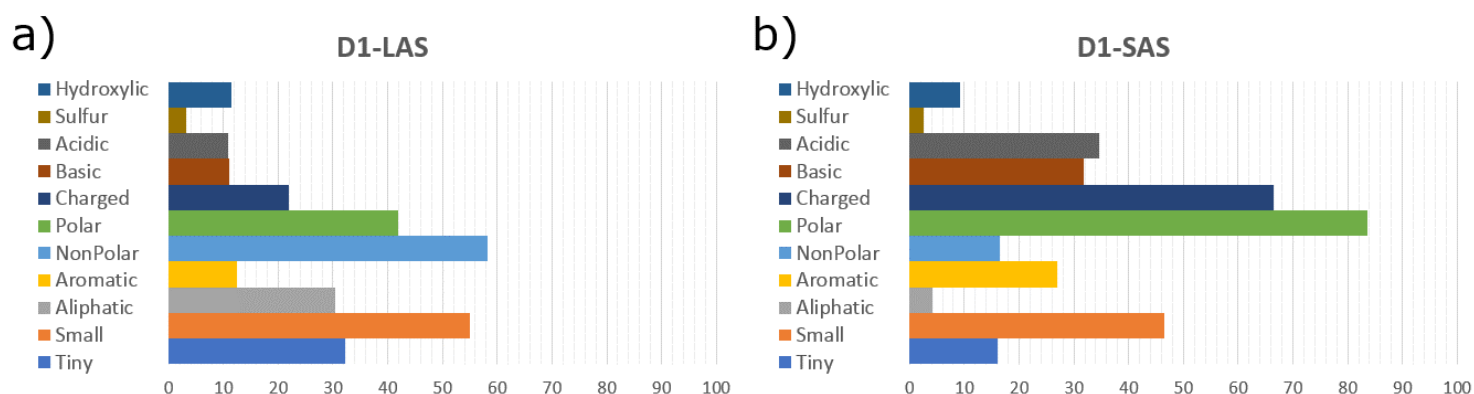 a)
D1-LAS
Hydroxylic
Sulfur
Acidic
Basic
Charged
Polar
NonPolar
Aromatic
Aliphatic
Small
Tiny
0 10 20 30 40 50 60 70 80 90 100
b)
D1-SAS
Hydroxylic
Sulfur
Acidic
Basic
Charged
Polar
NonPolar
Aromatic
Aliphatic
Small
Tiny
0 10 20 30 40 50 60 70 80 90 100